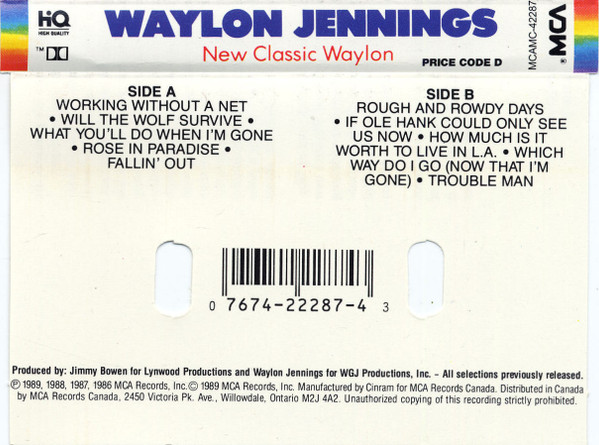 HiQ
HIGH QUALITY
WAYLON JENNINGS
™ DOLBY
New Classic Waylon
PRICE CODE D
MCAMC-42287
® MCA
SIDE A
WORKING WITHOUT A NET
• WILL THE WOLF SURVIVE •
WHAT YOU'LL DO WHEN I'M GONE
• ROSE IN PARADISE •
FALLIN' OUT
SIDE B
ROUGH AND ROWDY DAYS
• IF OLE HANK COULD ONLY SEE
US NOW • HOW MUCH IS IT
WORTH TO LIVE IN L.A. • WHICH
WAY DO I GO (NOW THAT I'M
GONE) • TROUBLE MAN
0 7674-22287-4 3
Produced by: Jimmy Bowen for Lynwood Productions and Waylon Jennings for WGJ Productions, Inc. – All selections previously released.
℗ 1989, 1988, 1987, 1986 MCA Records, Inc. © 1989 MCA Records, Inc. Manufactured by Cinram for MCA Records Canada. Distributed in Canada
by MCA Records Canada, 2450 Victoria Pk. Ave., Willowdale, Ontario M2J 4A2. Unauthorized copying of this recording strictly prohibited.